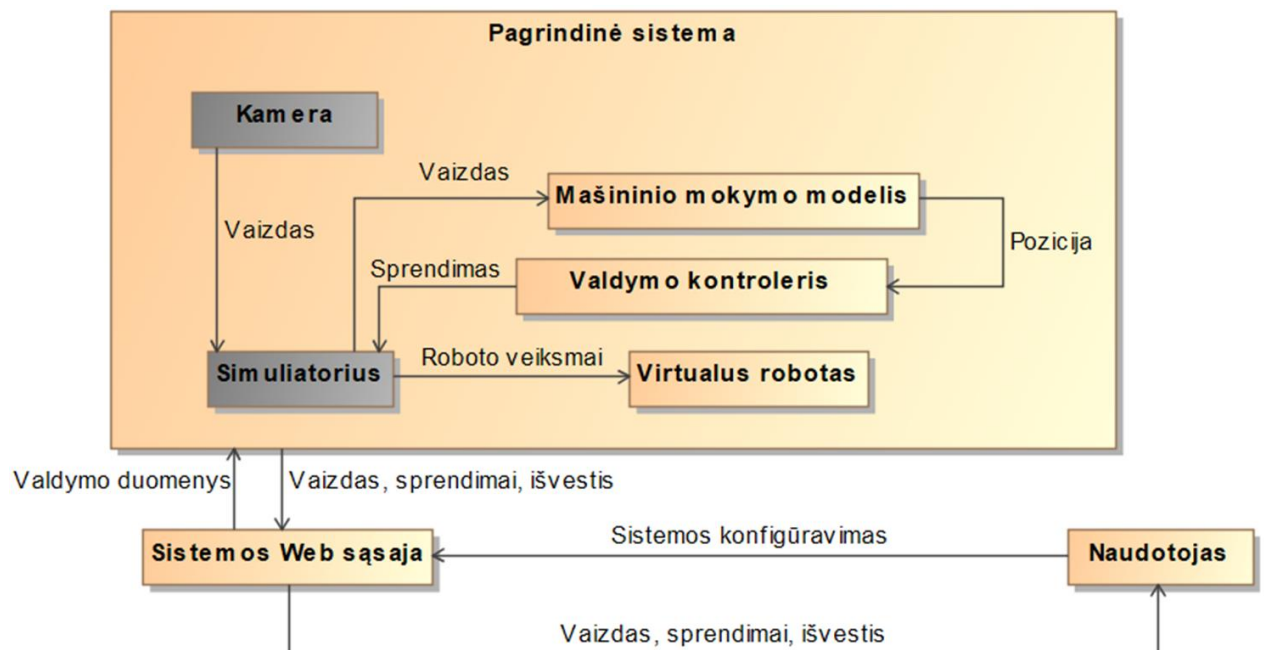 Pagrindinė sistema
Kamera
Vaizdas
Mašininio mokymo modelis
Vaizdas
Pozicija
Sprendimas
Valdymo kontroleris
Roboto veiksmai
Simuliatorius
Virtualus robotas
Valdymo duomenys
Vaizdas, sprendimai, išvestis
Sistemos konfigūravimas
Sistemos Web sąsaja
Naudotojas
Vaizdas, sprendimai, išvestis